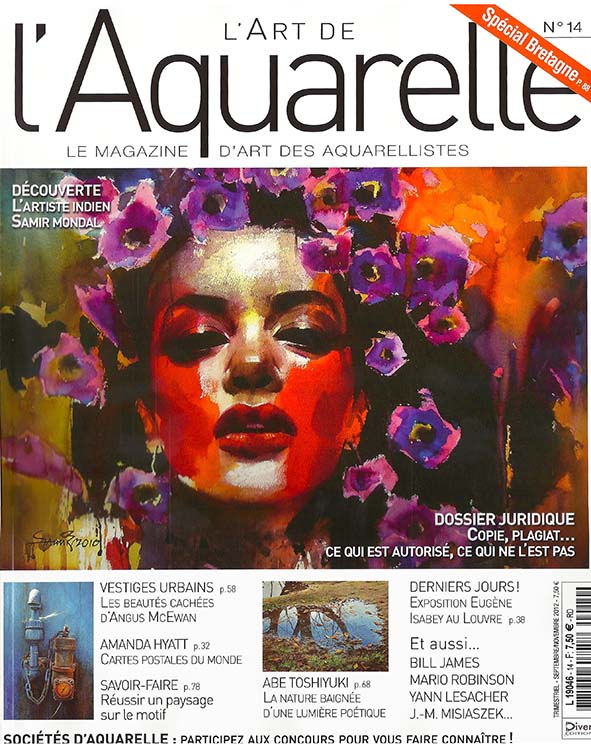 Spécial Bretagne P. 88
N° 14
L'ART DE
l'Aquarelle
LE MAGAZINE D'ART DES AQUARELLISTES
DÉCOUVERTE
L'ARTISTE INDIEN
SAMIR MONDAL
2010
DOSSIER JURIDIQUE
COPIE, PLAGIAT...
CE QUI EST AUTORISÉ, CE QUI NE L'EST PAS
VESTIGES URBAINS p.58
LES BEAUTÉS CACHÉES
D'ANGUS MCEWAN
AMANDA HYATT p.32
CARTES POSTALES DU MONDE
SAVOIR-FAIRE p.78
Réussir un paysage
sur le motif
ABE TOSHIYUKI p.68
LA NATURE BAIGNÉE
D'UNE LUMIÈRE POÉTIQUE
DERNIERS JOURS !
EXPOSITION EUGÈNE
ISABEY AU LOUVRE p.38
Et aussi...
BILL JAMES
MARIO ROBINSON
YANN LESACHER
J.-M. MISIASZEK...
TRIMESTRIEL - SEPTEMBRE/NOVEMBRE 2012 - 7,50 €
L 19046 - 14 - F: 7,50 € - RD
Diver
ÉDITION
SOCIÉTÉS D'AQUARELLE : PARTICIPEZ AUX CONCOURS POUR VOUS FAIRE CONNAÎTRE !